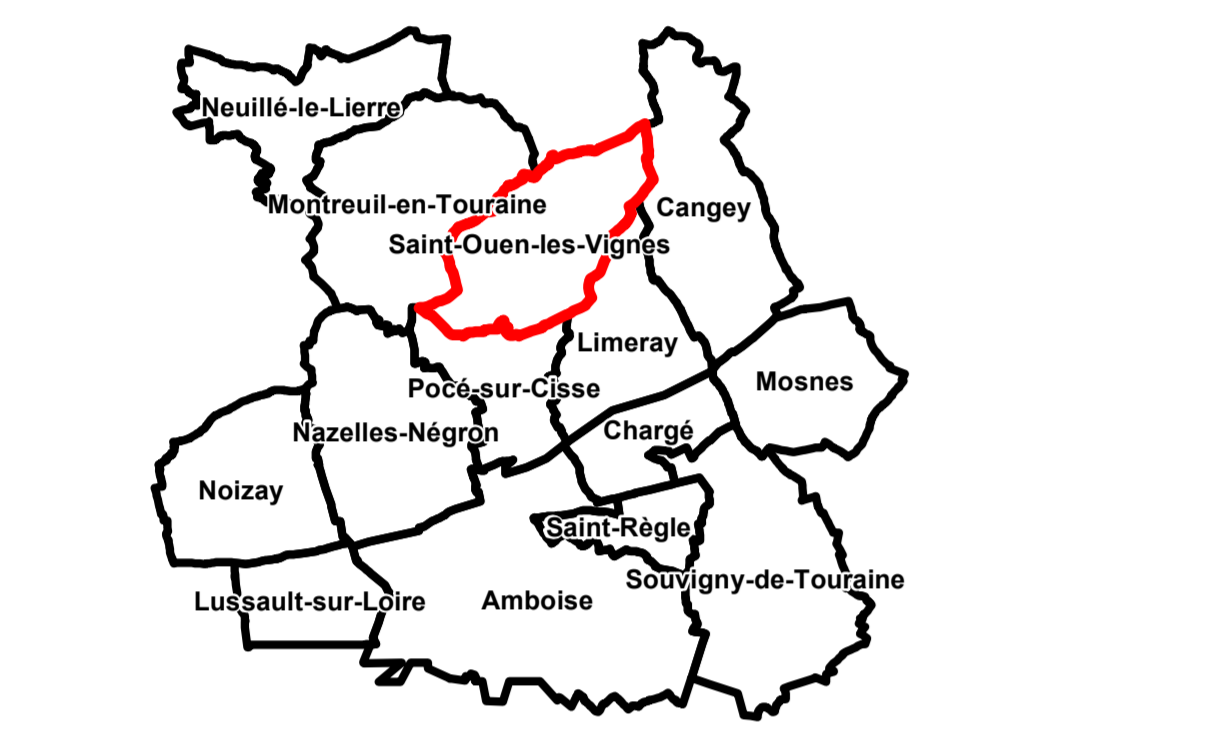 Neuillé-le-Lierre
Montreuil-en-Touraine
Cangey
Saint-Ouen-les-Vignes
Limeray
Mosnes
Pocé-sur-Cisse
Chargé
Nazelles-Négron
Noizay
Saint-Règle
Souvigny-de-Touraine
Lussault-sur-Loire
Amboise